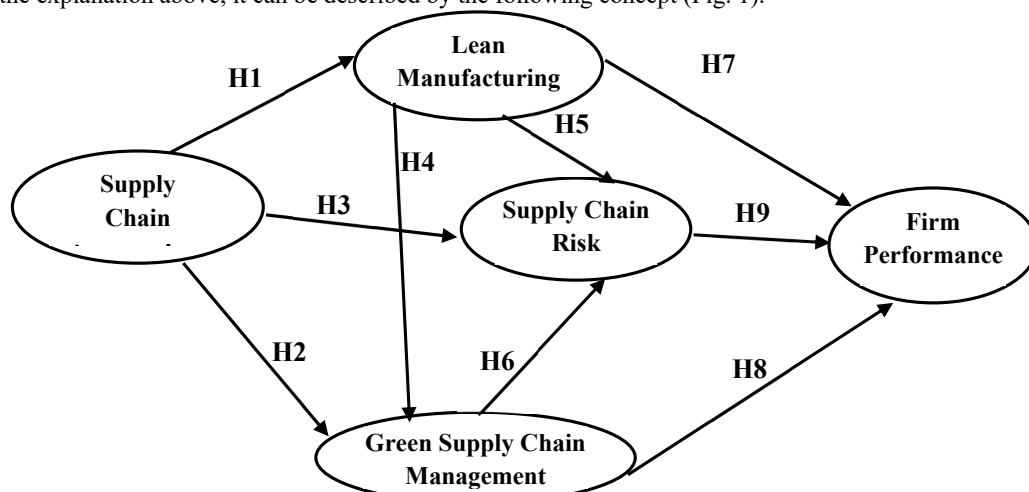 the explanation above, it can be described by the following concept (Fig. 1).
Lean
Manufacturing
H7
H1
H5
H4
Supply
Chain
H3
Supply Chain
Risk
H9
Firm
Performance
H2
H6
H8
Green Supply Chain
Management